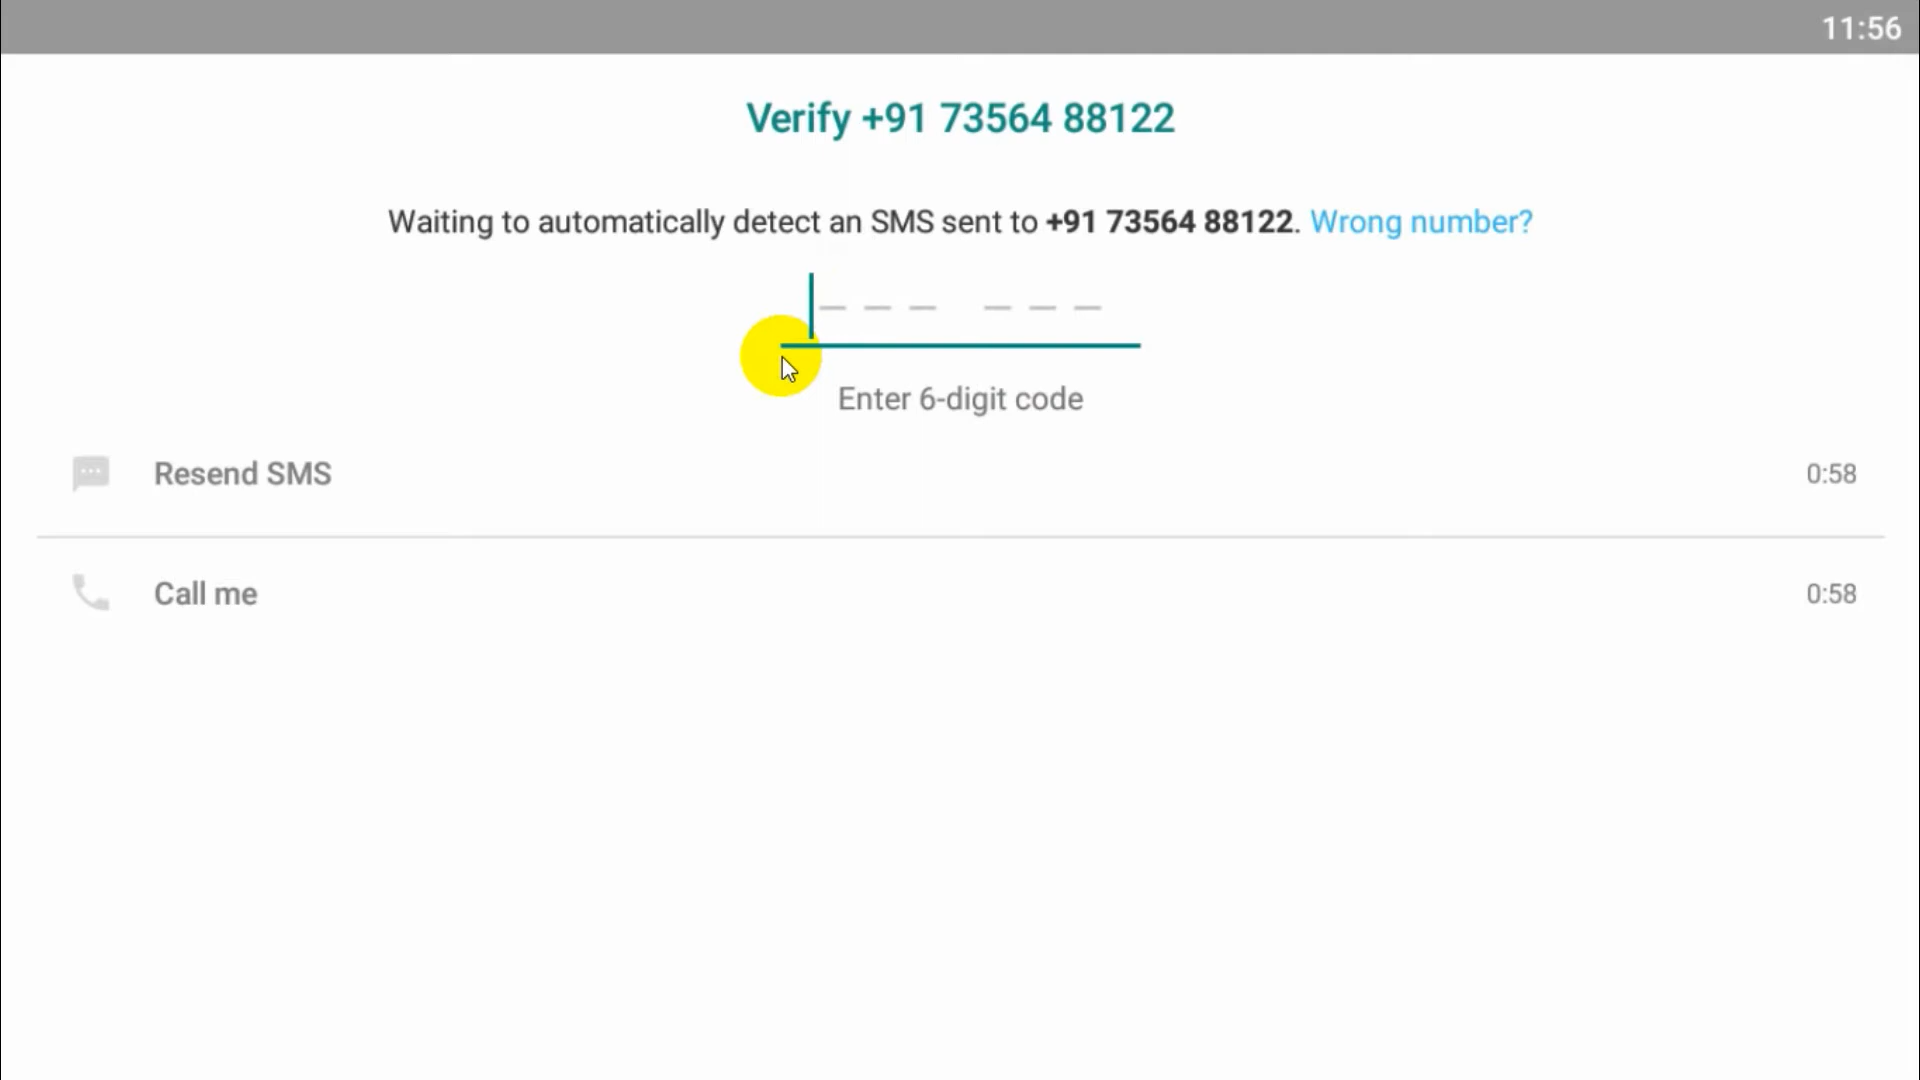 11:56
Verify +91 73564 88122
Waiting to automatically detect an SMS sent to +91 73564 88122. Wrong number?
Enter 6-digit code
Resend SMS 0:58
Call me 0:58